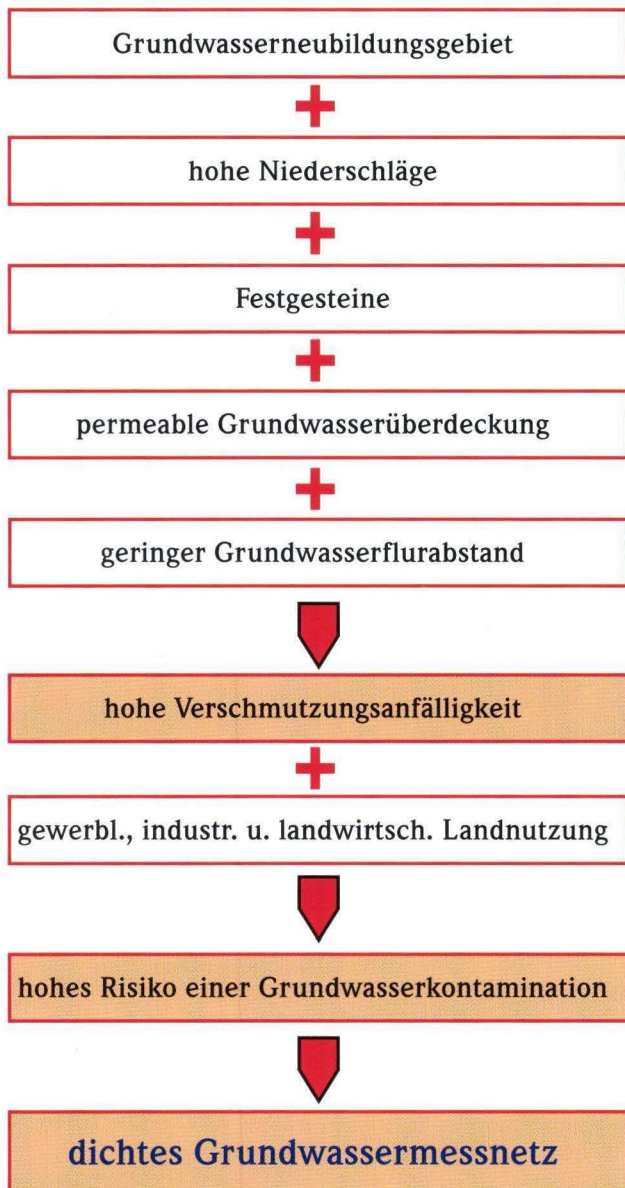 Grundwasserneubildungsgebiet
+
hohe Niederschläge
+
Festgesteine
+
permeable Grundwasserüberdeckung
+
geringer Grundwasserflurabstand
hohe Verschmutzungsanfälligkeit
+
gewerbl., industr. u. landwirtsch. Landnutzung
hohes Risiko einer Grundwasserkontamination
dichtes Grundwassermessnetz